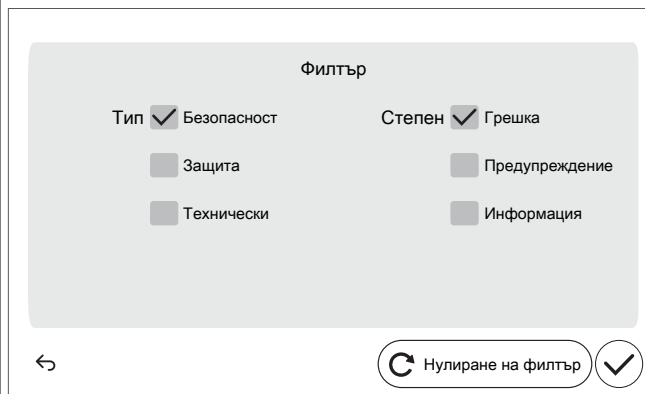 Филтър
Тип Безопасност Степен Грешка
Защита Предупреждение
Технически Информация
Нулиране на филтър